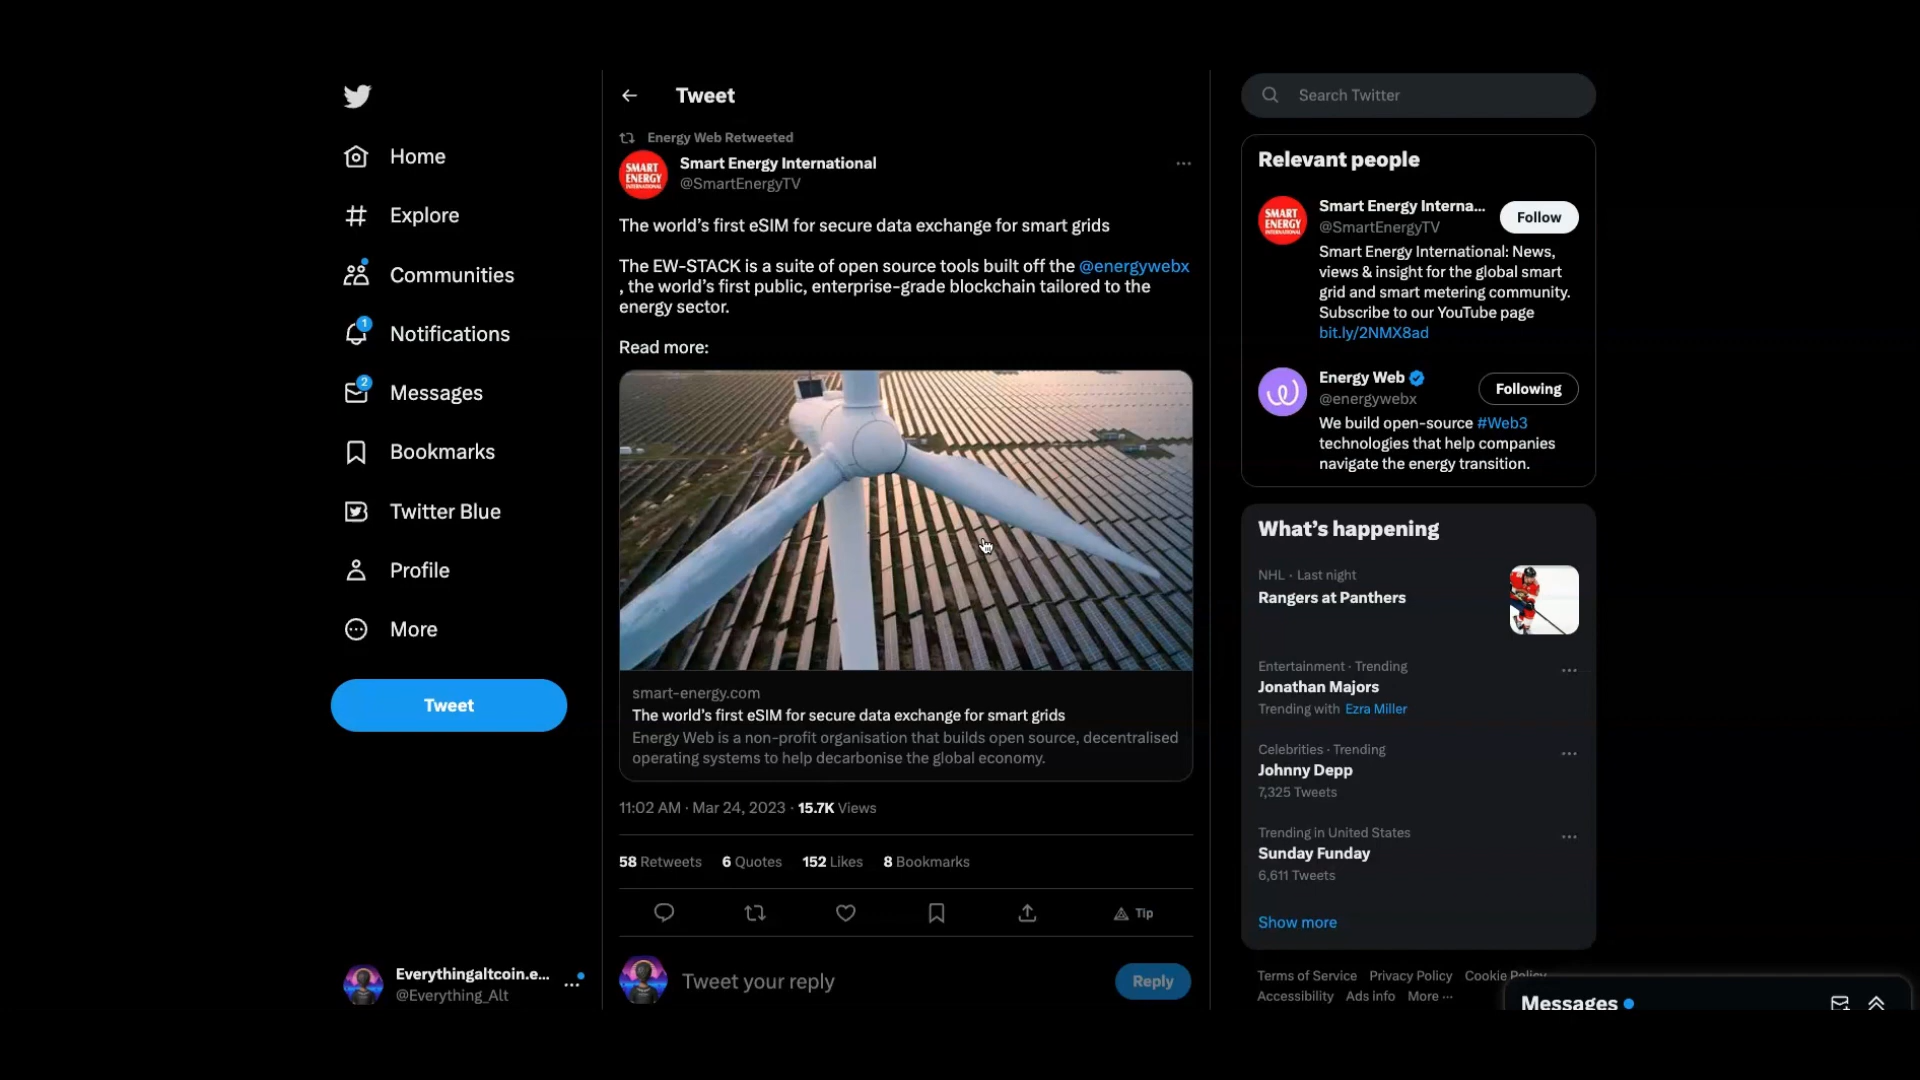 Home
Explore
Communities
1
Notifications
2
Messages
Bookmarks
Twitter Blue
Profile
More
Tweet
Everythingaltcoin.e...
@Everything_Alt
Tweet
Energy Web Retweeted
SMART
ENERGY
INTERNATIONAL
Smart Energy International
@SmartEnergyTV
The world’s first eSIM for secure data exchange for smart grids
The EW-STACK is a suite of open source tools built off the @energywebx
, the world’s first public, enterprise-grade blockchain tailored to the
energy sector.
Read more:
smart-energy.com
The world’s first eSIM for secure data exchange for smart grids
Energy Web is a non-profit organisation that builds open source, decentralised
operating systems to help decarbonise the global economy.
11:02 AM · Mar 24, 2023 · 15.7K Views
58 Retweets 6 Quotes 152 Likes 8 Bookmarks
Tip
Tweet your reply
Reply
Search Twitter
Relevant people
SMART
ENERGY
INTERNATIONAL
Smart Energy Interna...
@SmartEnergyTV
Follow
Smart Energy International: News,
views & insight for the global smart
grid and smart metering community.
Subscribe to our YouTube page
bit.ly/2NMX8ad
Energy Web
@energywebx
Following
We build open-source #Web3
technologies that help companies
navigate the energy transition.
What’s happening
NHL · Last night
Rangers at Panthers
Entertainment · Trending
Jonathan Majors
Trending with Ezra Miller
Celebrities · Trending
Johnny Depp
7,325 Tweets
Trending in United States
Sunday Funday
6,611 Tweets
Show more
Terms of Service Privacy Policy Cookie Policy
Accessibility Ads info More ···
Messages